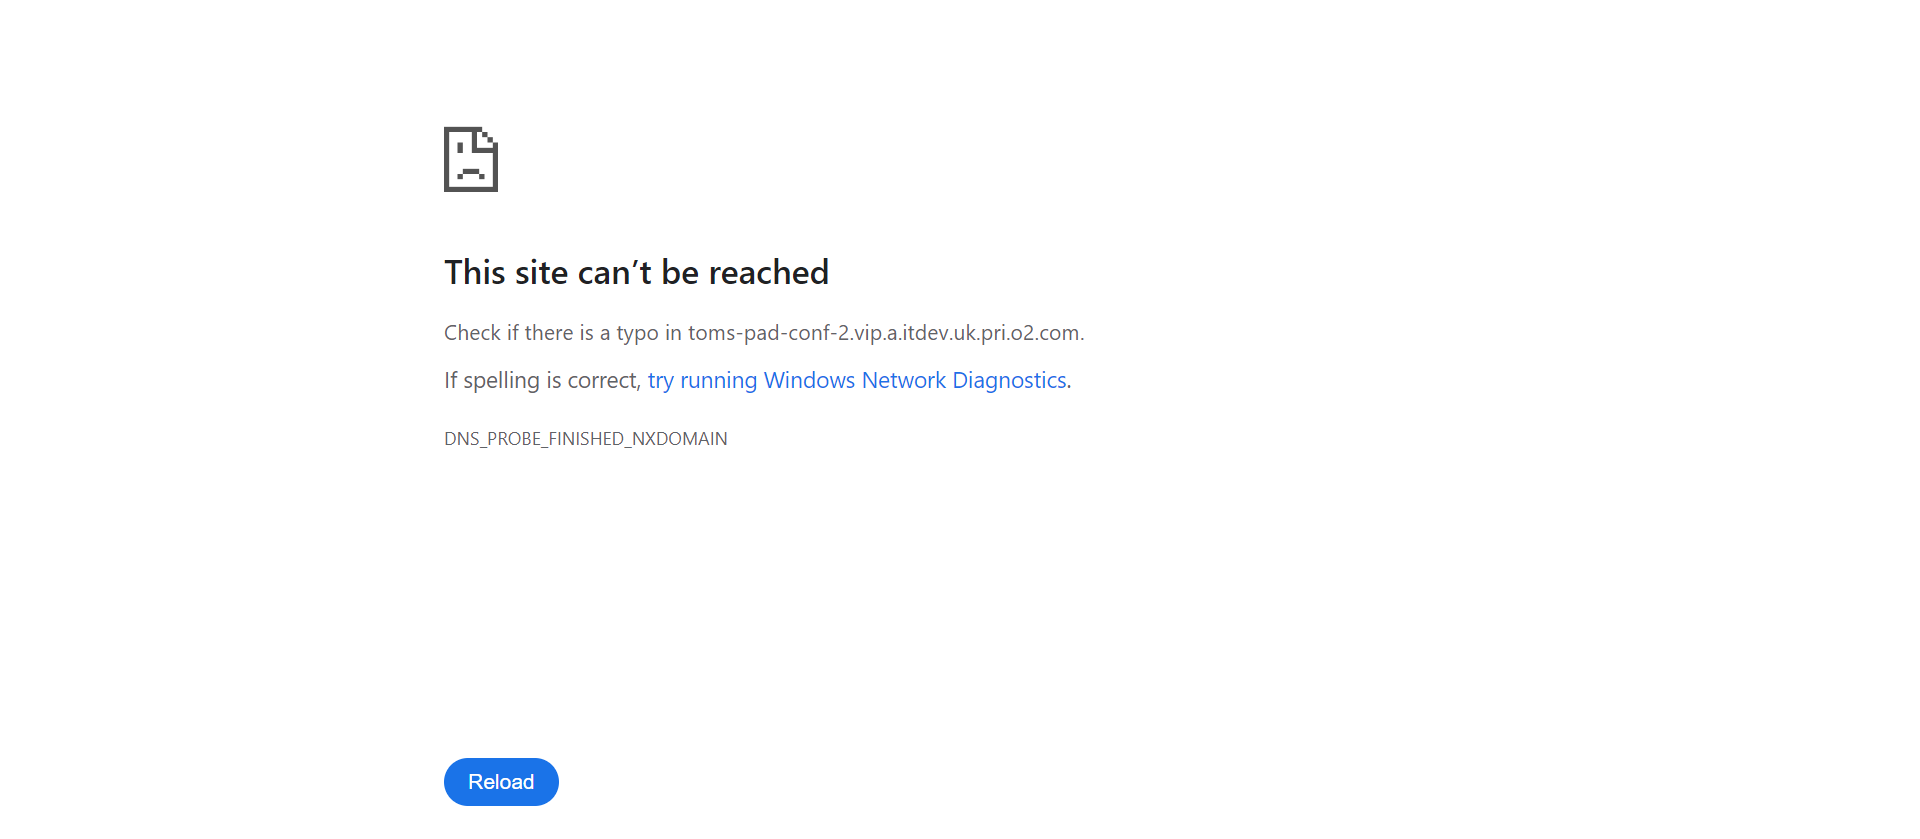 This site can’t be reached
Check if there is a typo in toms-pad-conf-2.vip.a.itdev.uk.pri.o2.com.
If spelling is correct, try running Windows Network Diagnostics.
DNS_PROBE_FINISHED_NXDOMAIN
Reload